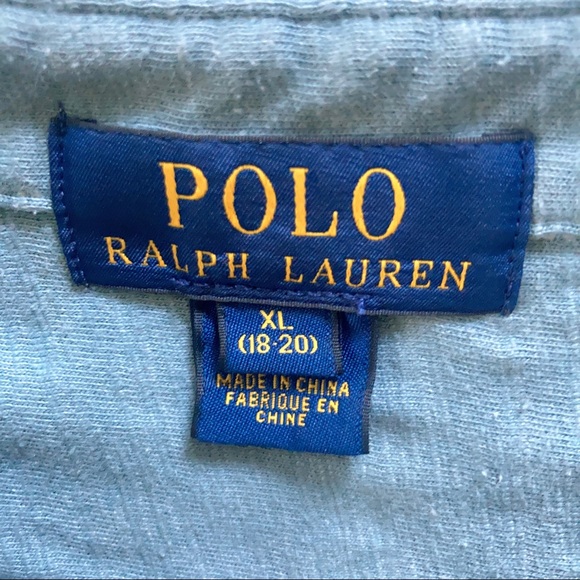 POLO
RALPH LAUREN
XL
(18-20)
MADE IN CHINA
FABRIQUE EN
CHINE